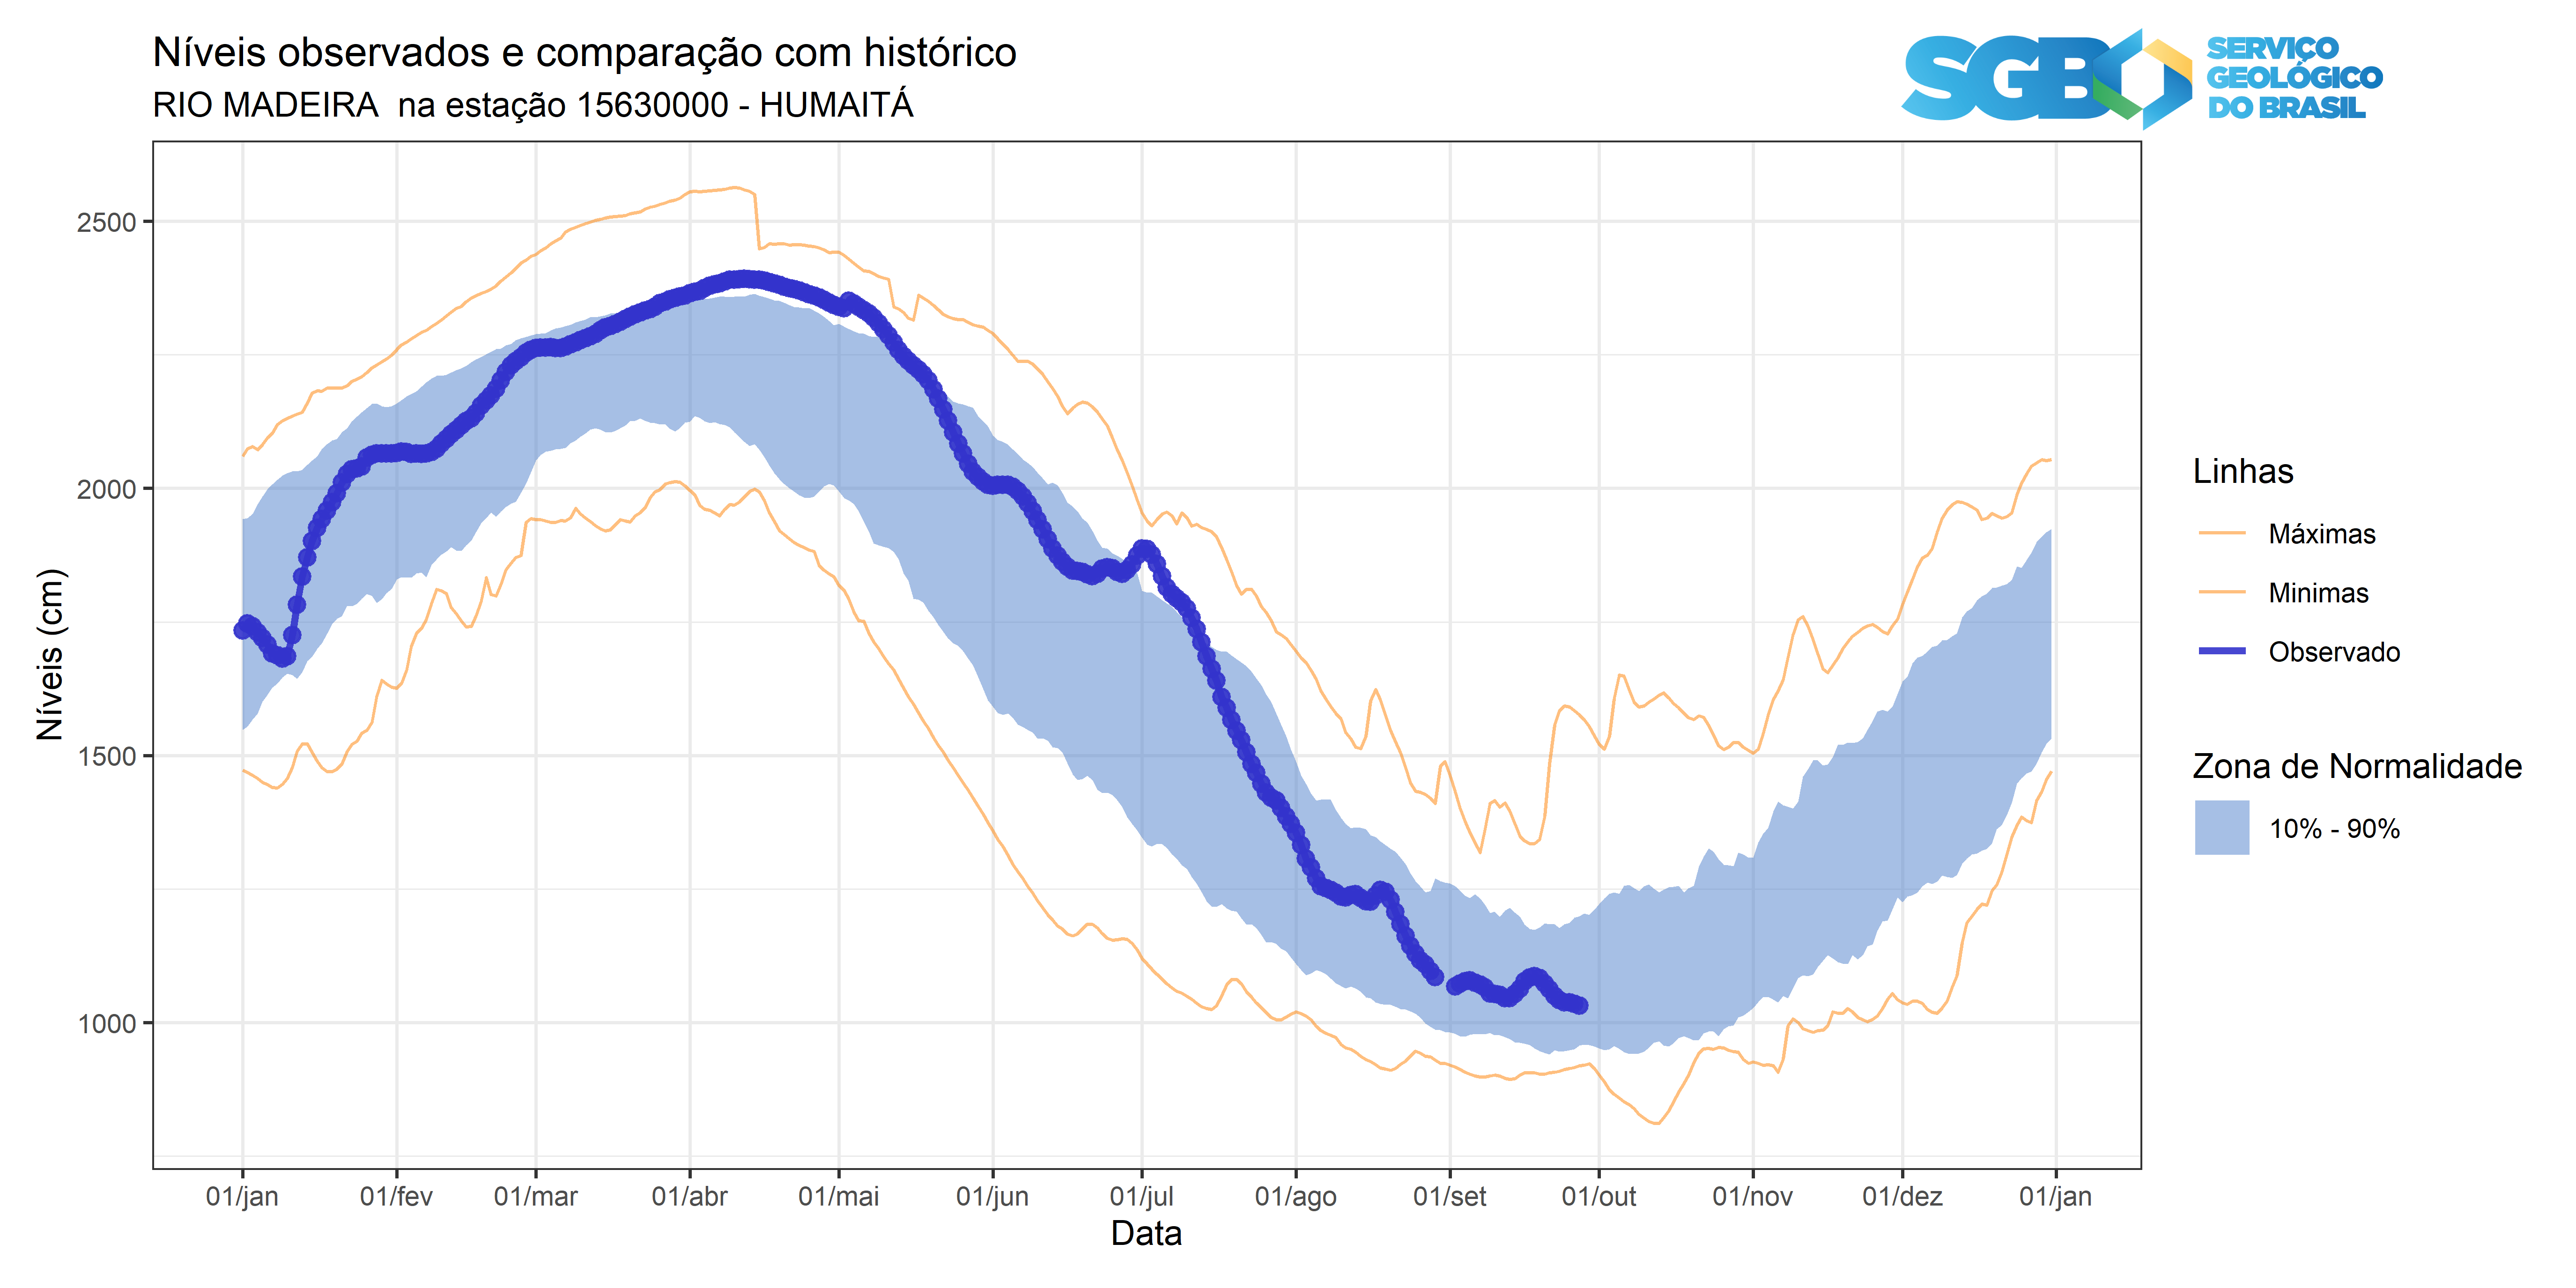 Níveis observados e comparação com histórico
RIO MADEIRA  na estação 15630000 - HUMAITÁ
SGB
SERVIÇO
GEOLÓGICO
DO BRASIL
Níveis (cm)
2500
2000
1500
1000
01/jan 01/fev 01/mar 01/abr 01/mai 01/jun 01/jul 01/ago 01/set 01/out 01/nov 01/dez 01/jan
Data
Linhas
Máximas
Minimas
Observado
Zona de Normalidade
10% - 90%